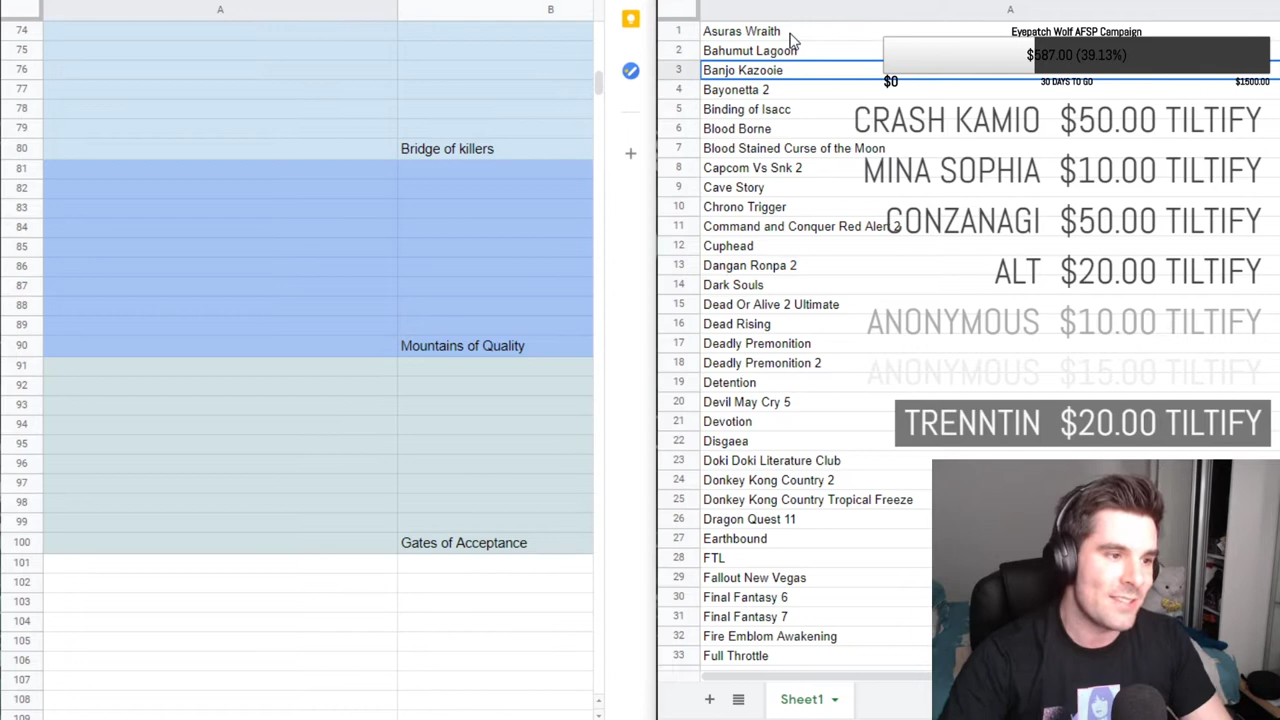 A
B
74
75
76
77
78
79
80 Bridge of killers
81
82
83
84
85
86
87
88
89
90 Mountains of Quality
91
92
93
94
95
96
97
98
99
100 Gates of Acceptance
101
102
103
104
105
106
107
108
109
A
1 Asuras Wraith
2 Bahumut Lagoon
3 Banjo Kazooie
4 Bayonetta 2
5 Binding of Isacc
6 Blood Borne
7 Blood Stained Curse of the Moon
8 Capcom Vs Snk 2
9 Cave Story
10 Chrono Trigger
11 Command and Conquer Red Alert 2
12 Cuphead
13 Dangan Ronpa 2
14 Dark Souls
15 Dead Or Alive 2 Ultimate
16 Dead Rising
17 Deadly Premonition
18 Deadly Premonition 2
19 Detention
20 Devil May Cry 5
21 Devotion
22 Disgaea
23 Doki Doki Literature Club
24 Donkey Kong Country 2
25 Donkey Kong Country Tropical Freeze
26 Dragon Quest 11
27 Earthbound
28 FTL
29 Fallout New Vegas
30 Final Fantasy 6
31 Final Fantasy 7
32 Fire Emblom Awakening
33 Full Throttle
Sheet1
Eyepatch Wolf AFSP Campaign
$587.00 (39.13%)
$0 30 DAYS TO GO $1500.00
CRASH KAMIO $50.00 TILTIFY
MINA SOPHIA $10.00 TILTIFY
CONZANAGI $50.00 TILTIFY
ALT $20.00 TILTIFY
ANONYMOUS $10.00 TILTIFY
ANONYMOUS $15.00 TILTIFY
TRENNTIN $20.00 TILTIFY